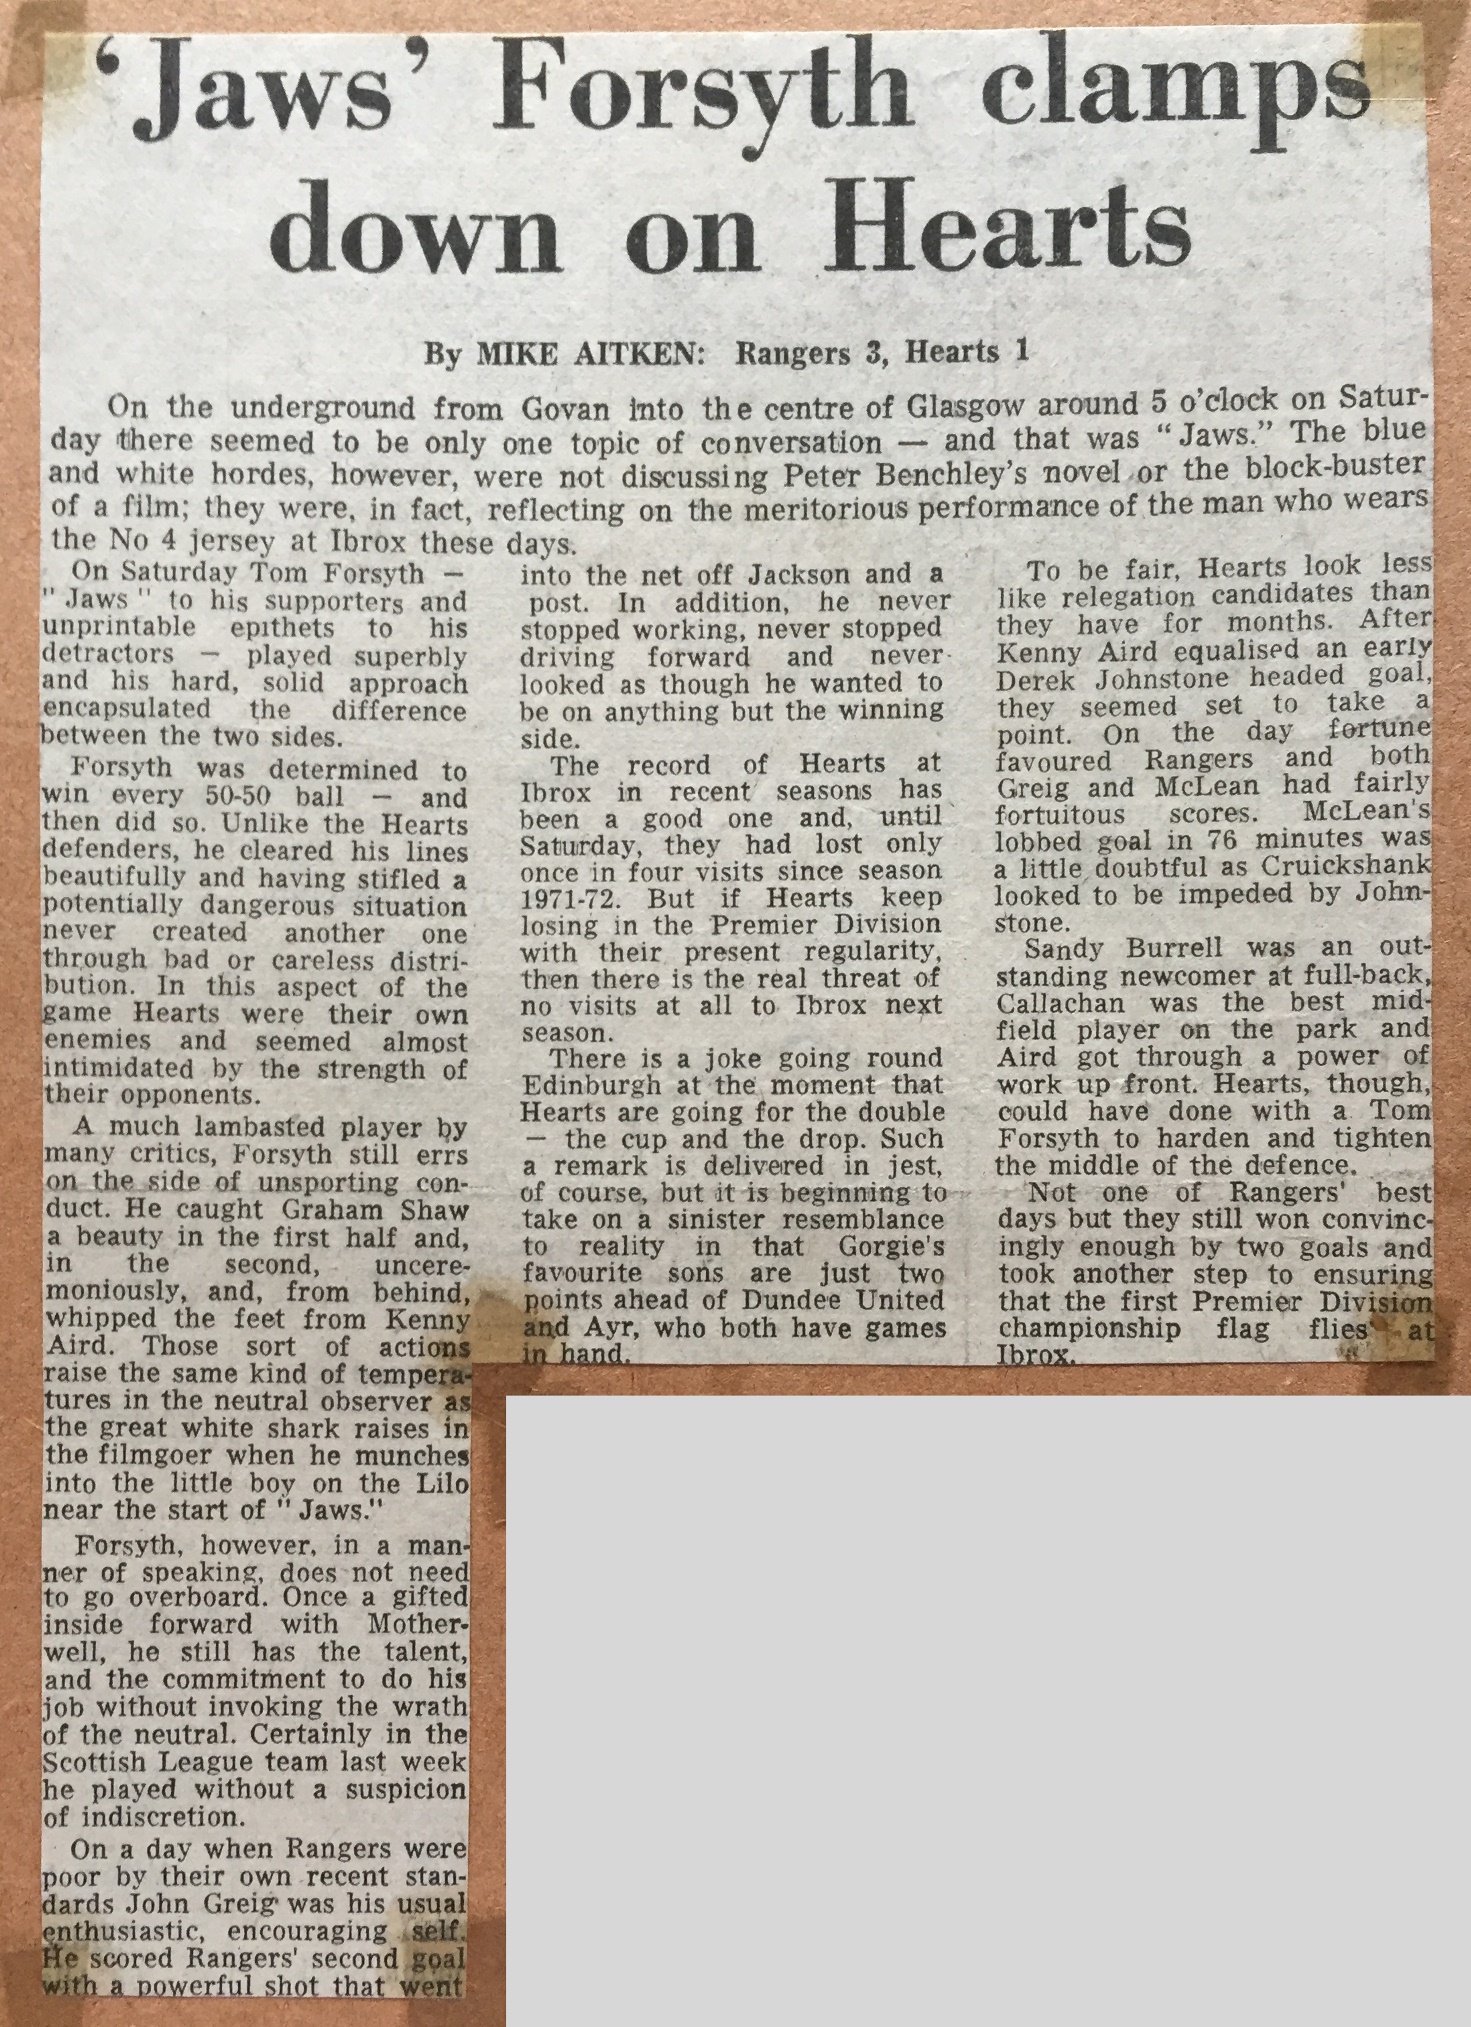 ‘Jaws’ Forsyth clamps
down on Hearts
By MIKE AITKEN: Rangers 3, Hearts 1
On the underground from Govan into the centre of Glasgow around 5 o'clock on Satur-
day there seemed to be only one topic of conversation — and that was “Jaws.” The blue
and white hordes, however, were not discussing Peter Benchley's novel or the block-buster
of a film; they were, in fact, reflecting on the meritorious performance of the man who wears
the No 4 jersey at Ibrox these days.
On Saturday Tom Forsyth —
"Jaws" to his supporters and
unprintable epithets to his
detractors — played superbly
and his hard, solid approach
encapsulated the difference
between the two sides.
Forsyth was determined to
win every 50-50 ball — and
then did so. Unlike the Hearts
defenders, he cleared his lines
beautifully and having stifled a
potentially dangerous situation
never created another one
through bad or careless distri-
bution. In this aspect of the
game Hearts were their own
enemies and seemed almost
intimidated by the strength of
their opponents.
A much lambasted player by
many critics, Forsyth still errs
on the side of unsporting con-
duct. He caught Graham Shaw
a beauty in the first half and,
in the second, uncere-
moniously, and, from behind,
whipped the feet from Kenny
Aird. Those sort of actions
raise the same kind of tempera-
tures in the neutral observer as
the great white shark raises in
the filmgoer when he munches
into the little boy on the Lilo
near the start of "Jaws."
Forsyth, however, in a man-
ner of speaking, does not need
to go overboard. Once a gifted
inside forward with Mother-
well, he still has the talent,
and the commitment to do his
job without invoking the wrath
of the neutral. Certainly in the
Scottish League team last week
he played without a suspicion
of indiscretion.
On a day when Rangers were
poor by their own recent stan-
dards John Greig was his usual
enthusiastic, encouraging self.
He scored Rangers' second goal
with a powerful shot that went
into the net off Jackson and a
post. In addition, he never
stopped working, never stopped
driving forward and never
looked as though he wanted to
be on anything but the winning
side.
The record of Hearts at
Ibrox in recent seasons has
been a good one and, until
Saturday, they had lost only
once in four visits since season
1971-72. But if Hearts keep
losing in the Premier Division
with their present regularity,
then there is the real threat of
no visits at all to Ibrox next
season.
There is a joke going round
Edinburgh at the moment that
Hearts are going for the double
— the cup and the drop. Such
a remark is delivered in jest,
of course, but it is beginning to
take on a sinister resemblance
to reality in that Gorgie's
favourite sons are just two
points ahead of Dundee United
and Ayr, who both have games
in hand.
To be fair, Hearts look less
like relegation candidates than
they have for months. After
Kenny Aird equalised an early
Derek Johnstone headed goal,
they seemed set to take a
point. On the day fortune
favoured Rangers and both
Greig and McLean had fairly
fortuitous scores. McLean's
lobbed goal in 76 minutes was
a little doubtful as Cruickshank
looked to be impeded by John-
stone.
Sandy Burrell was an out-
standing newcomer at full-back,
Callachan was the best mid-
field player on the park and
Aird got through a power of
work up front. Hearts, though,
could have done with a Tom
Forsyth to harden and tighten
the middle of the defence.
Not one of Rangers' best
days but they still won convinc-
ingly enough by two goals and
took another step to ensuring
that the first Premier Division
championship flag flies at
Ibrox.